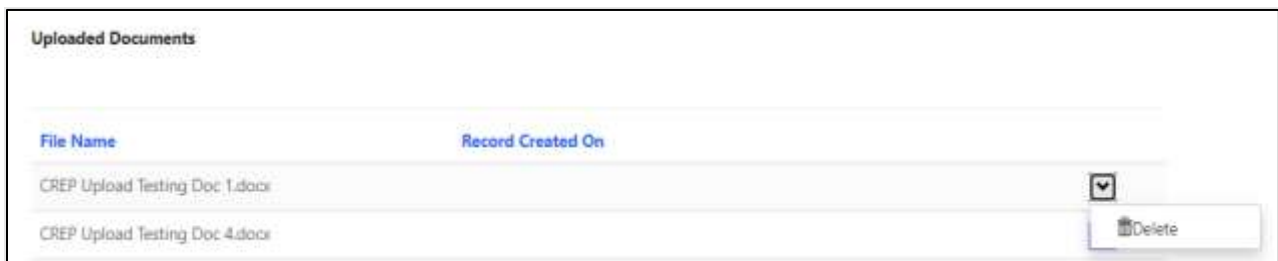 Uploaded Documents
File Name Record Created On
CREP Upload Testing Doc 1.docx
Delete
CREP Upload Testing Doc 4.docx